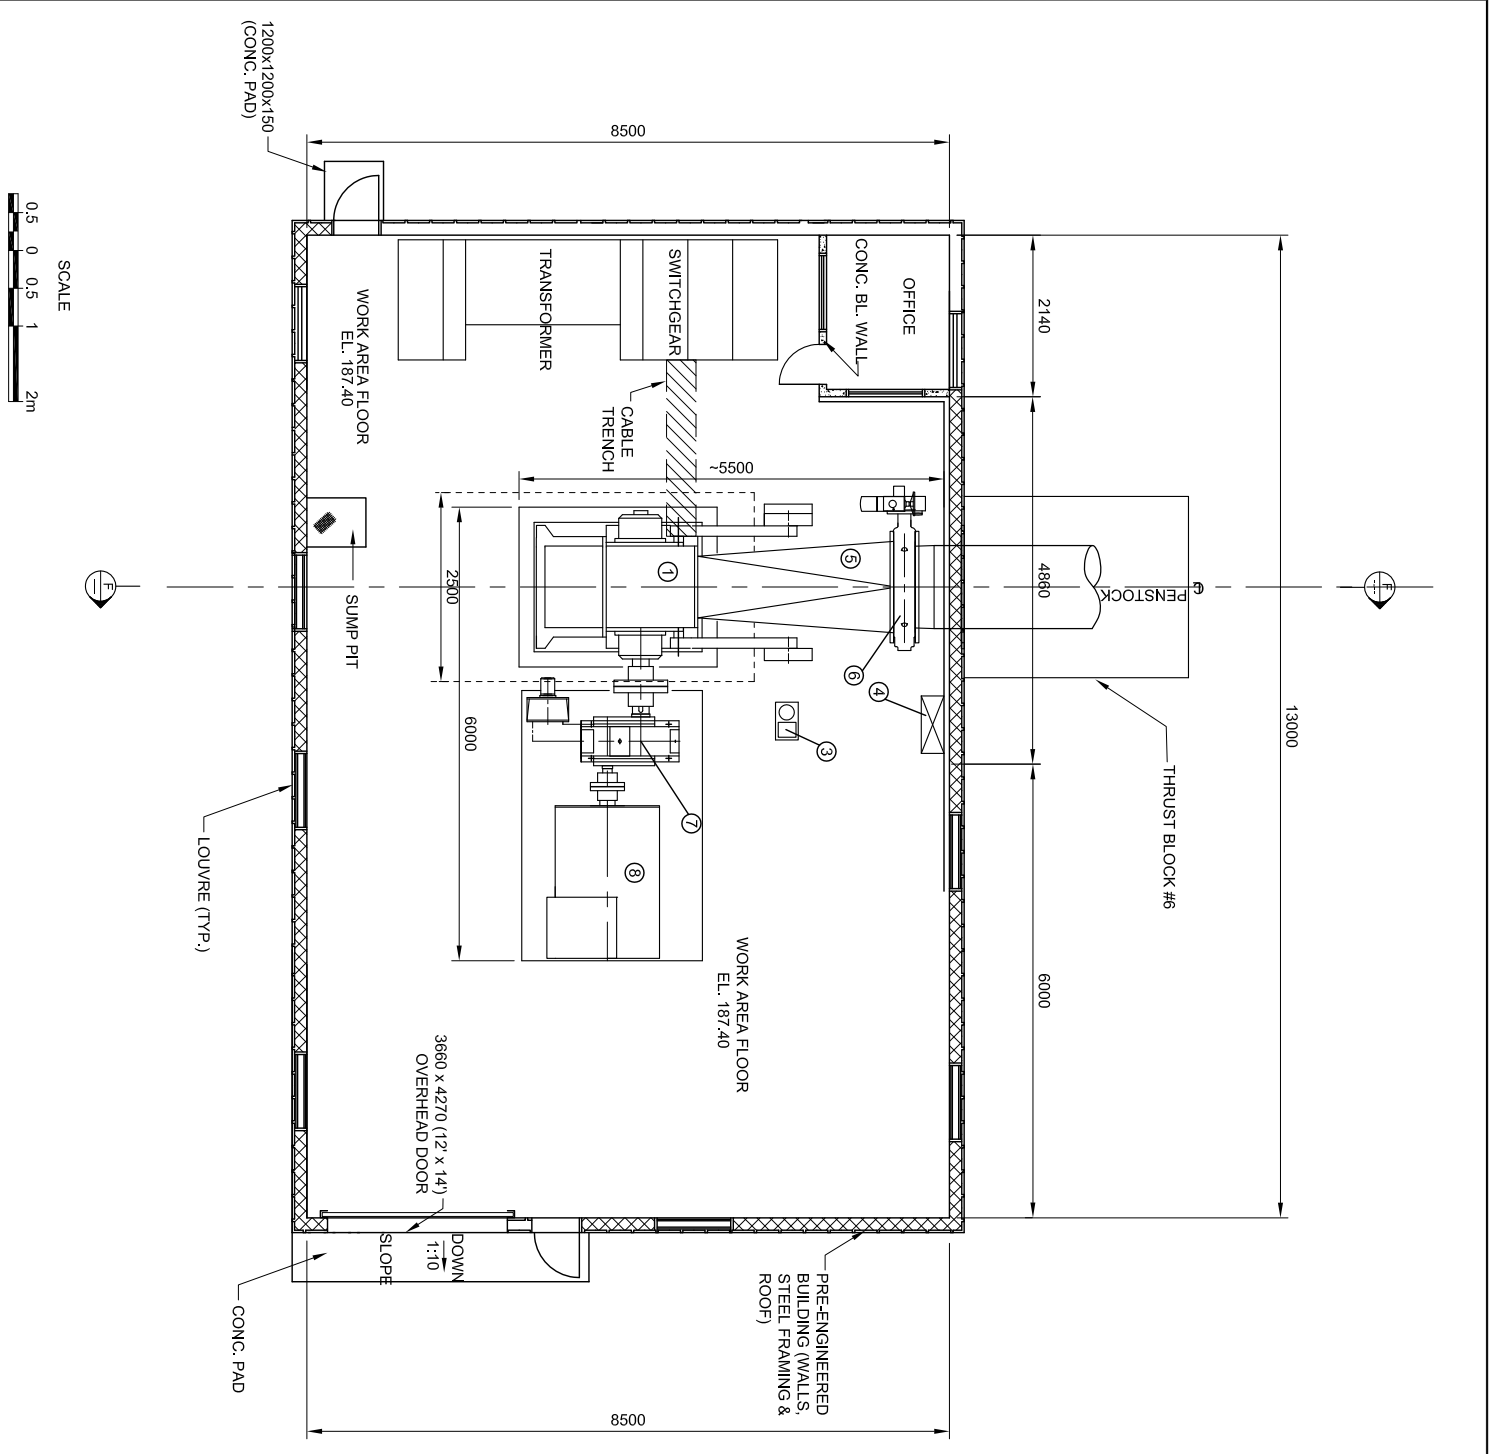 1200x1200x150
(CONC. PAD)
8500
13000
2140
4860
6000
OFFICE
CONC. BL. WALL
SWITCHGEAR
TRANSFORMER
WORK AREA FLOOR
EL. 187.40
CABLE
TRENCH
~5500
2500
6000
SUMP PIT
PENSTOCK
THRUST BLOCK #6
1
5
6
4
3
7
8
F
F
LOUVRE (TYP.)
WORK AREA FLOOR
EL. 187.40
3660 x 4270 (12' x 14')
OVERHEAD DOOR
DOWN
1:10
SLOPE
CONC. PAD
PRE-ENGINEERED
BUILDING (WALLS,
STEEL FRAMING &
ROOF)
8500
SCALE
0.5 0 0.5 1 2m